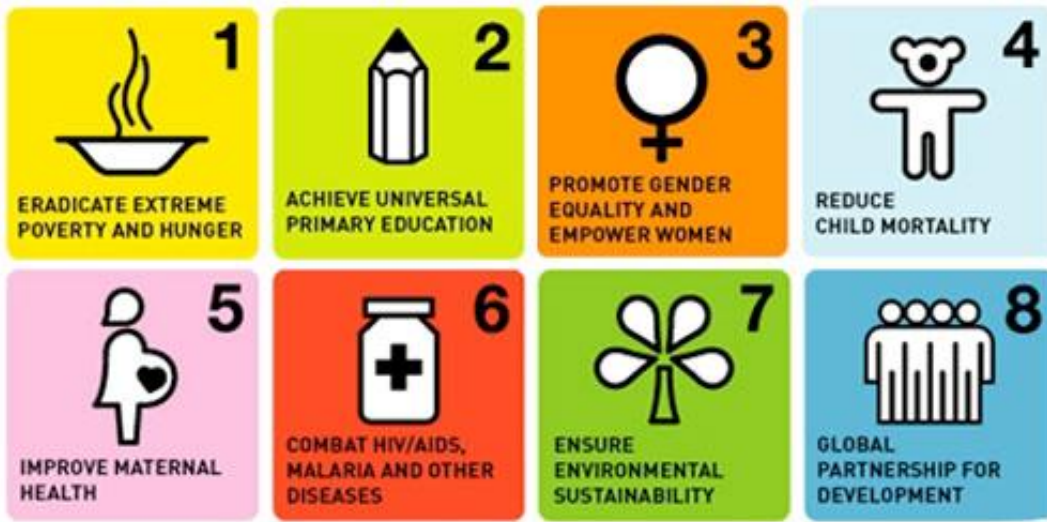 1
ERADICATE EXTREME
POVERTY AND HUNGER
2
ACHIEVE UNIVERSAL
PRIMARY EDUCATION
3
PROMOTE GENDER
EQUALITY AND
EMPOWER WOMEN
4
REDUCE
CHILD MORTALITY
5
IMPROVE MATERNAL
HEALTH
6
COMBAT HIV/AIDS,
MALARIA AND OTHER
DISEASES
7
ENSURE
ENVIRONMENTAL
SUSTAINABILITY
8
GLOBAL
PARTNERSHIP FOR
DEVELOPMENT